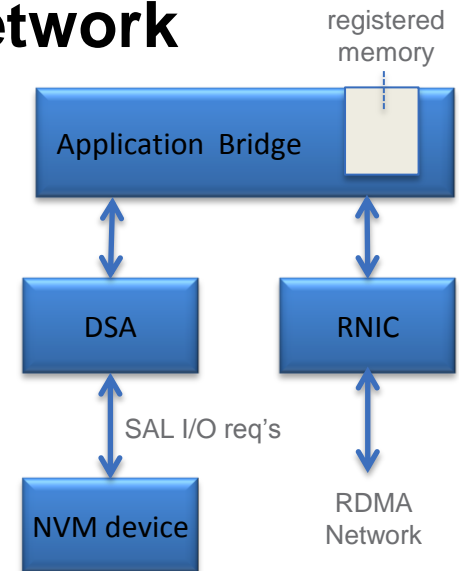 etwork
registered
memory
Application Bridge
DSA
RNIC
SAL I/O req's
NVM device
RDMA
Network